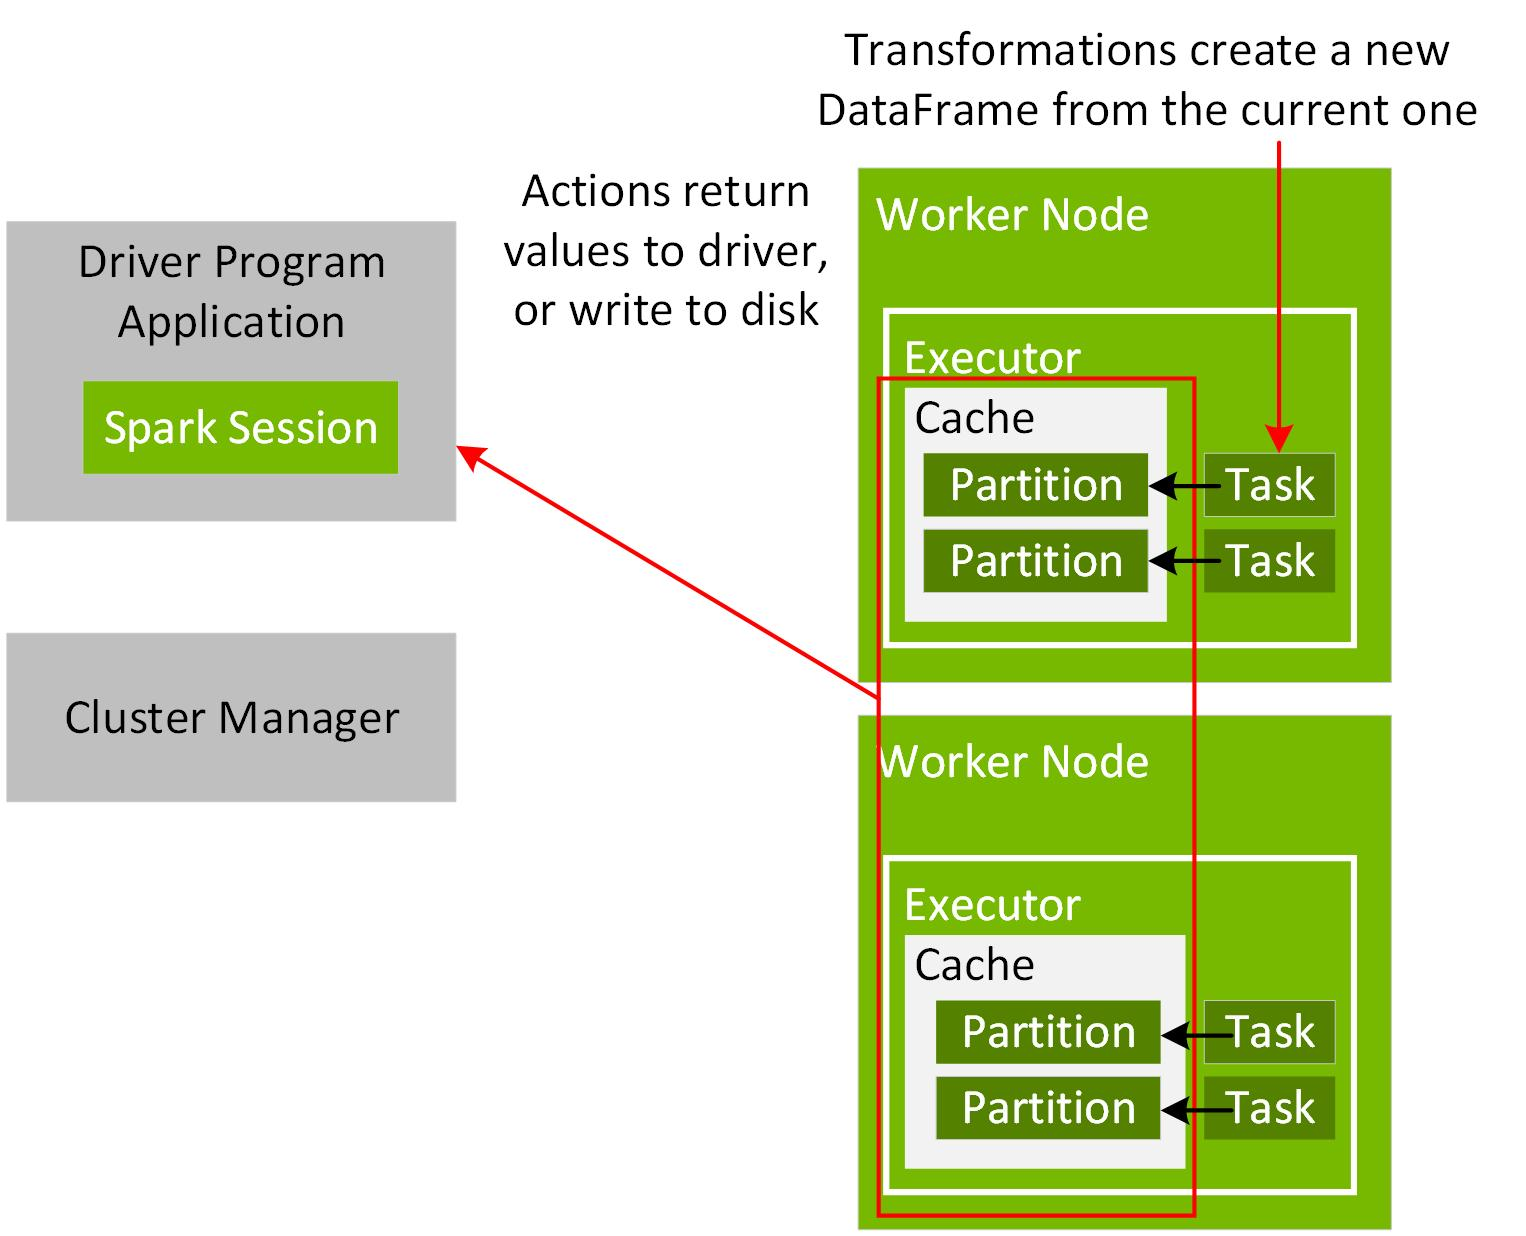 Transformations create a new
DataFrame from the current one
Actions return
values to driver,
or write to disk
Driver Program
Application
Spark Session
Cluster Manager
Worker Node
Executor
Cache
Partition
Task
Partition
Task
Worker Node
Executor
Cache
Partition
Task
Partition
Task